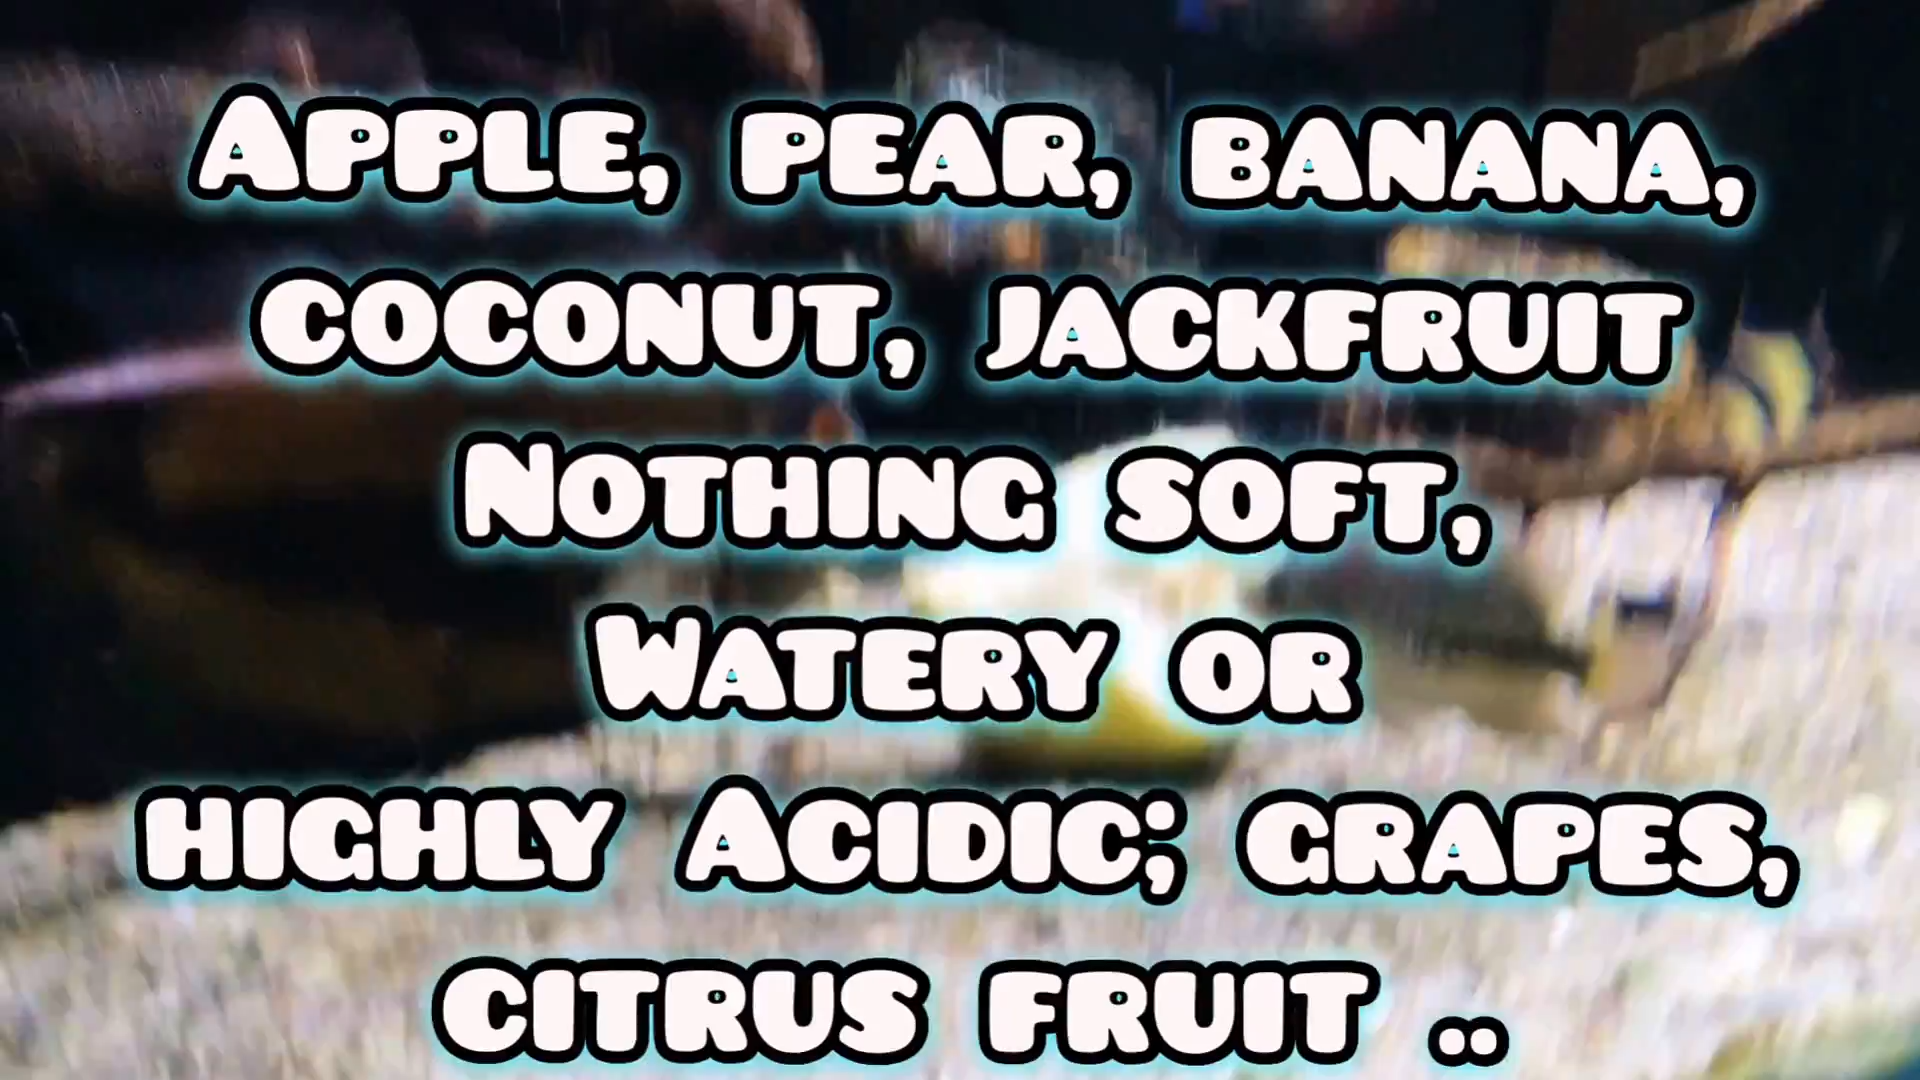 Apple, pear, banana,
coconut, jackfruit
Nothing soft,
Watery or
highly Acidic; grapes,
citrus fruit ..